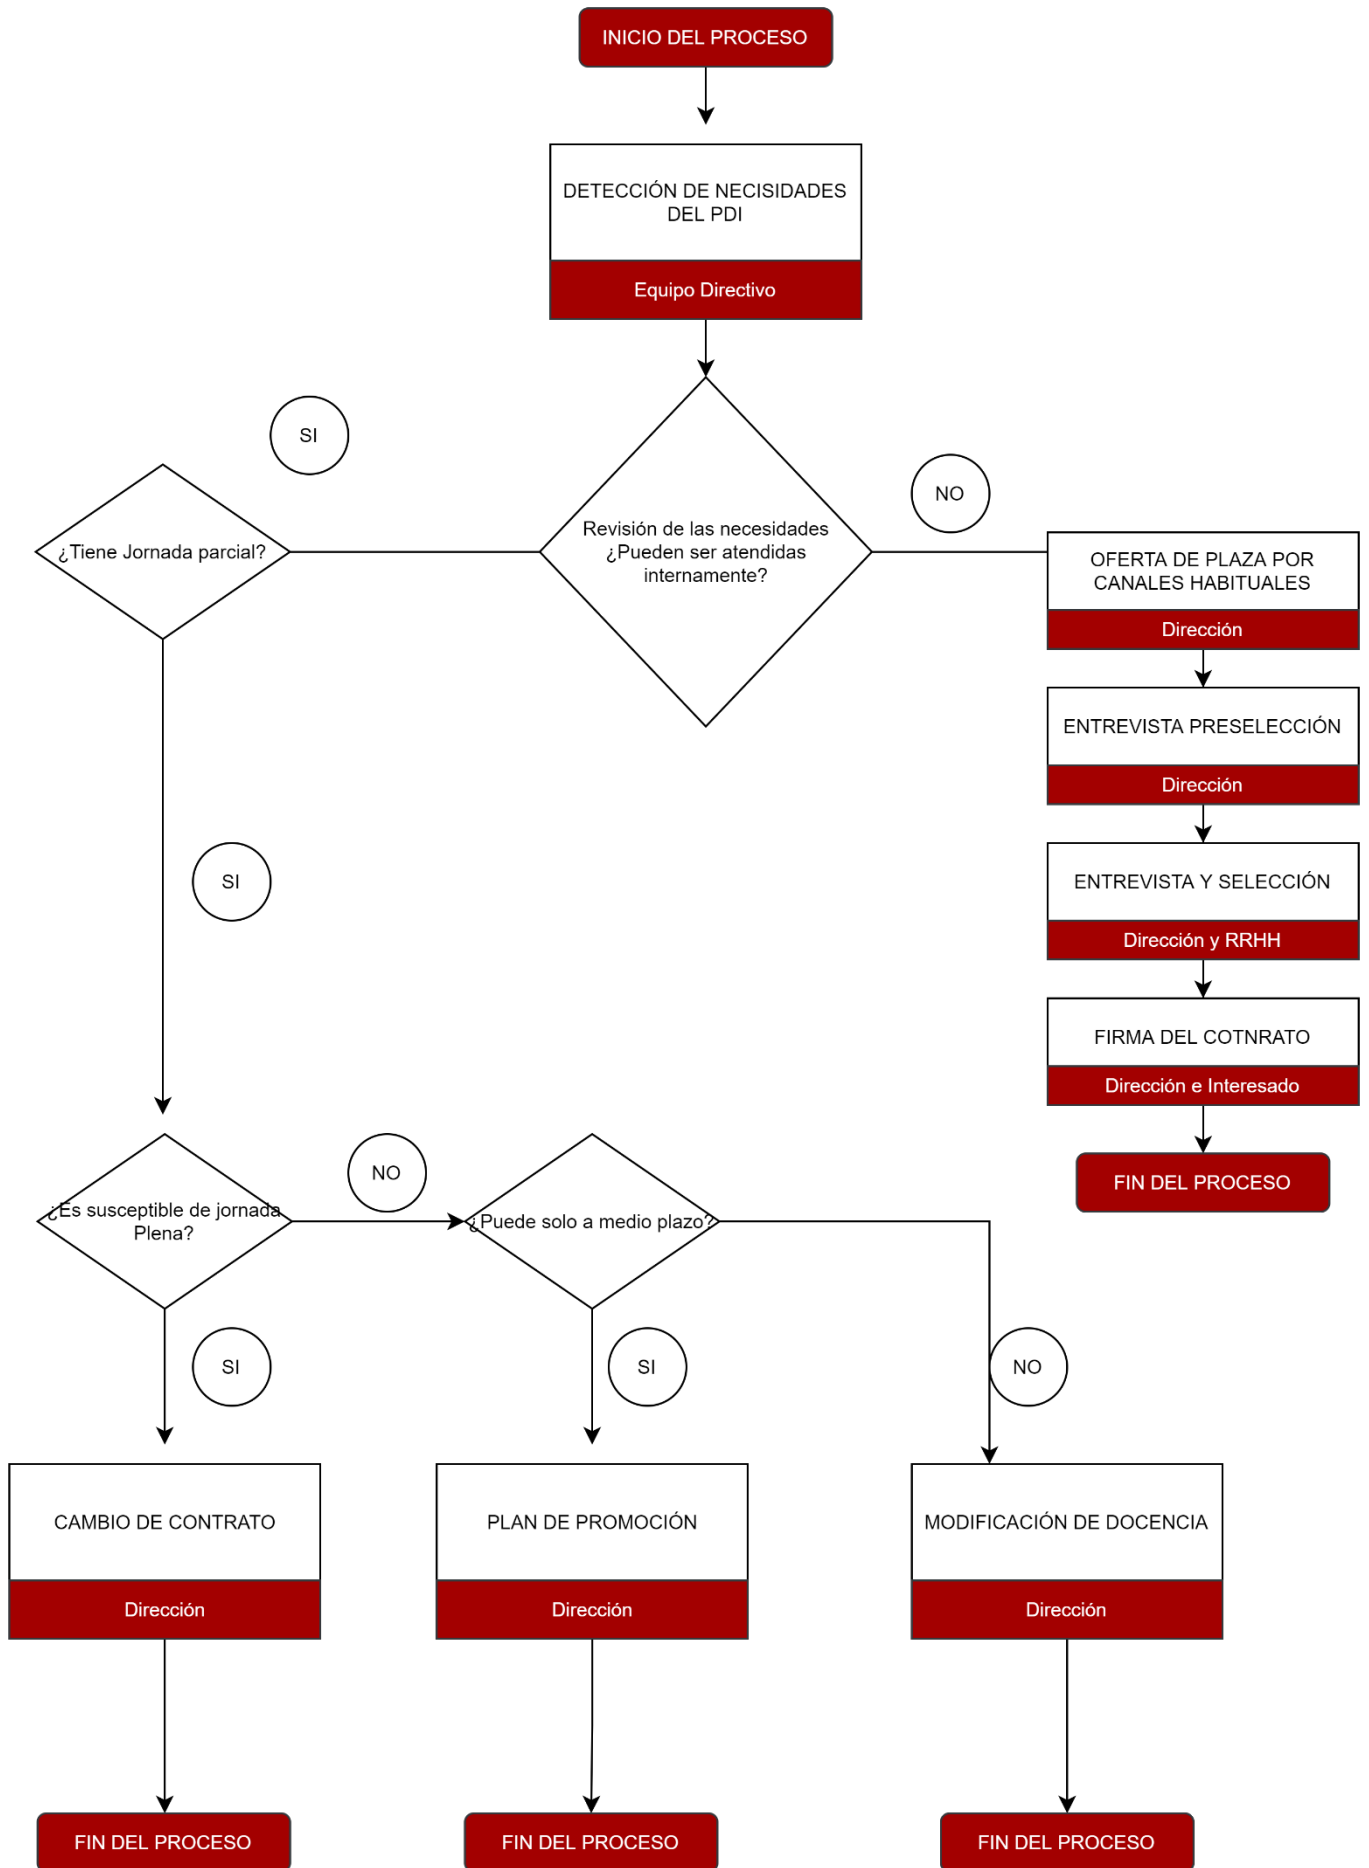 INICIO DEL PROCESO
DETECCIÓN DE NECISIDADES
DEL PDI
Equipo Directivo
SI
NO
¿Tiene Jornada parcial?
Revisión de las necesidades
¿Pueden ser atendidas
internamente?
OFERTA DE PLAZA POR
CANALES HABITUALES
Dirección
ENTREVISTA PRESELECCIÓN
Dirección
SI
ENTREVISTA Y SELECCIÓN
Dirección y RRHH
FIRMA DEL COTNRATO
Dirección e Interesado
FIN DEL PROCESO
¿Es susceptible de jornada
Plena?
NO
¿Puede solo a medio plazo?
SI
SI
NO
CAMBIO DE CONTRATO
Dirección
PLAN DE PROMOCIÓN
Dirección
MODIFICACIÓN DE DOCENCIA
Dirección
FIN DEL PROCESO
FIN DEL PROCESO
FIN DEL PROCESO